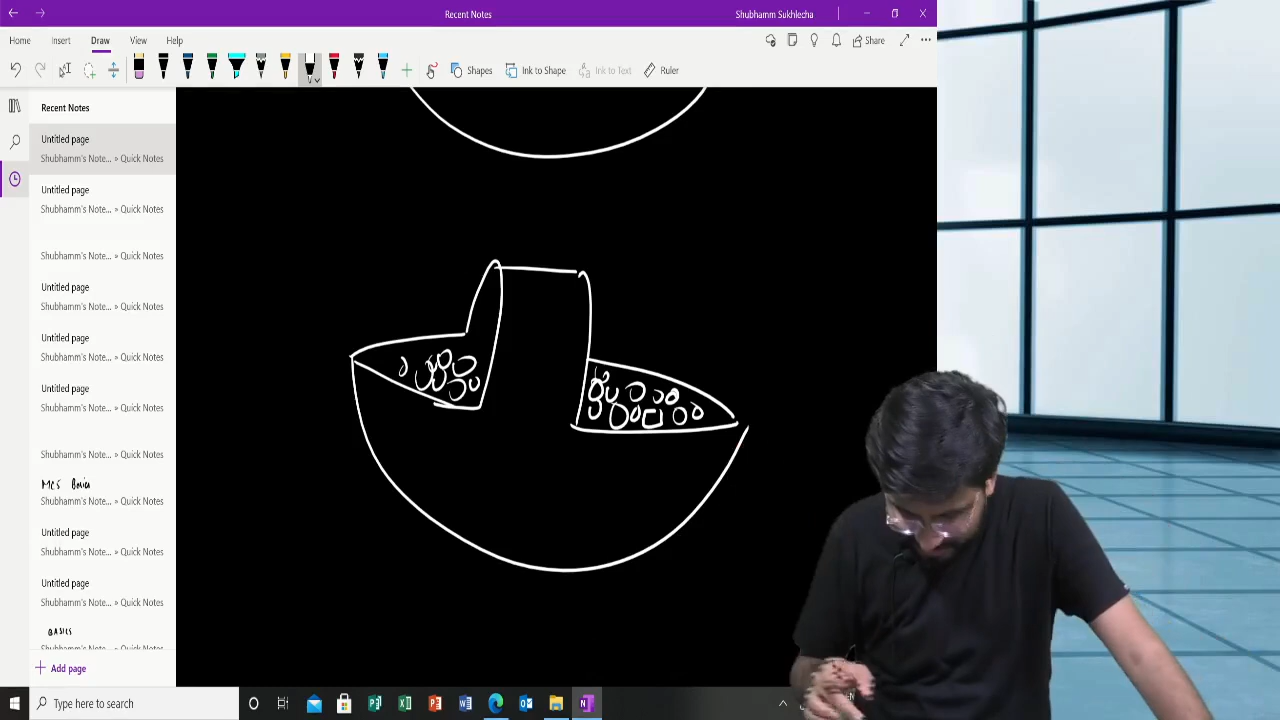 Recent Notes
Shubhamm Sukhlecha
Home Insert Draw View Help
Share
Shapes
Ink to Shape
Ink to Text
Ruler
Recent Notes
Untitled page
Shubhamm's Note... » Quick Notes
Untitled page
Shubhamm's Note... » Quick Notes
Shubhamm's Note... » Quick Notes
Untitled page
Shubhamm's Note... » Quick Notes
Untitled page
Shubhamm's Note... » Quick Notes
Untitled page
Shubhamm's Note... » Quick Notes
Shubhamm's Note... » Quick Notes
Shubhamm's Note... » Quick Notes
Untitled page
Shubhamm's Note... » Quick Notes
Untitled page
Shubhamm's Note... » Quick Notes
BASICS
Add page
Type here to search